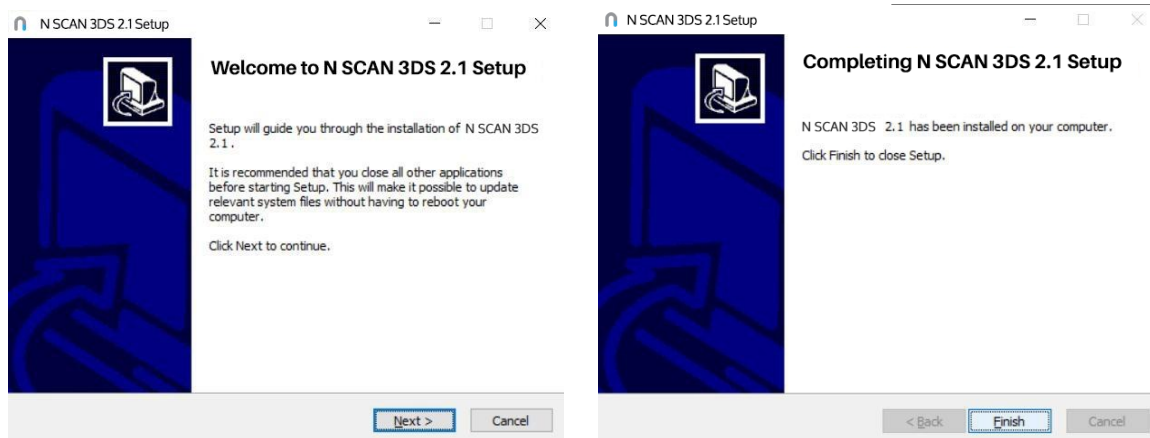 N SCAN 3DS 2.1 Setup
Welcome to N SCAN 3DS 2.1 Setup
Setup will guide you through the installation of N SCAN 3DS
2.1.
It is recommended that you close all other applications
before starting Setup. This will make it possible to update
relevant system files without having to reboot your
computer.
Click Next to continue.
Next >
Cancel
N SCAN 3DS 2.1 Setup
Completing N SCAN 3DS 2.1 Setup
N SCAN 3DS 2.1 has been installed on your computer.
Click Finish to close Setup.
< Back
Finish
Cancel